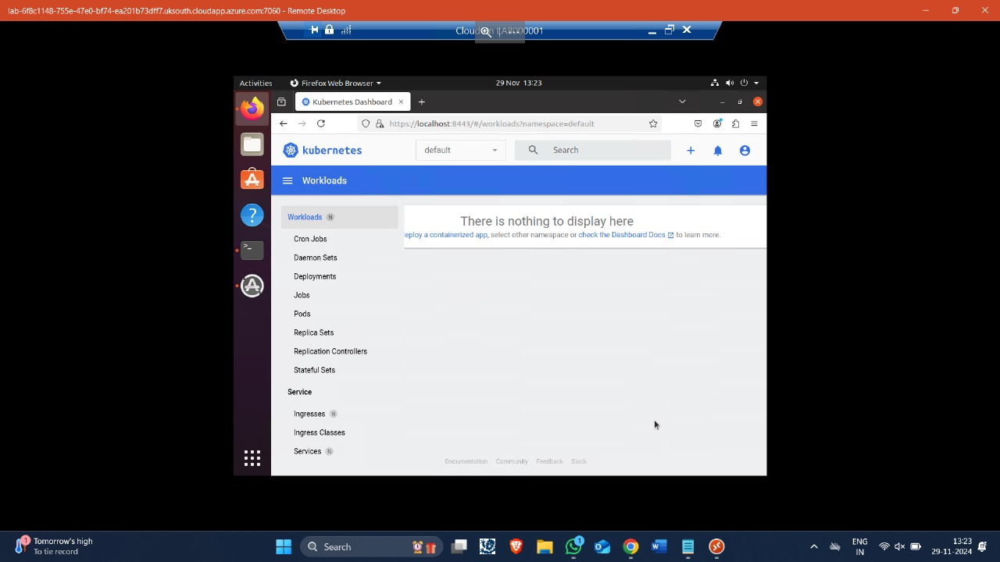 lab-6f8c1148-755e-47e0-bf74-ea201b73dff7.uksouth.cloudapp.azure.com:7060 - Remote Desktop
Activities
Firefox Web Browser
29 Nov 13:23
Kubernetes Dashboard
https://localhost:8443/#/workloads?namespace=default
kubernetes
default
Search
Workloads
Workloads N
There is nothing to display here
eploy a containerized app, select other namespace or check the Dashboard Docs to learn more.
Cron Jobs
Daemon Sets
Deployments
Jobs
Pods
Replica Sets
Replication Controllers
Stateful Sets
Service
Ingresses N
Ingress Classes
Services N
Documentation Community Feedback Slack
1
Tomorrow's high
To tie record
Search
1
ENG
IN
13:23
29-11-2024